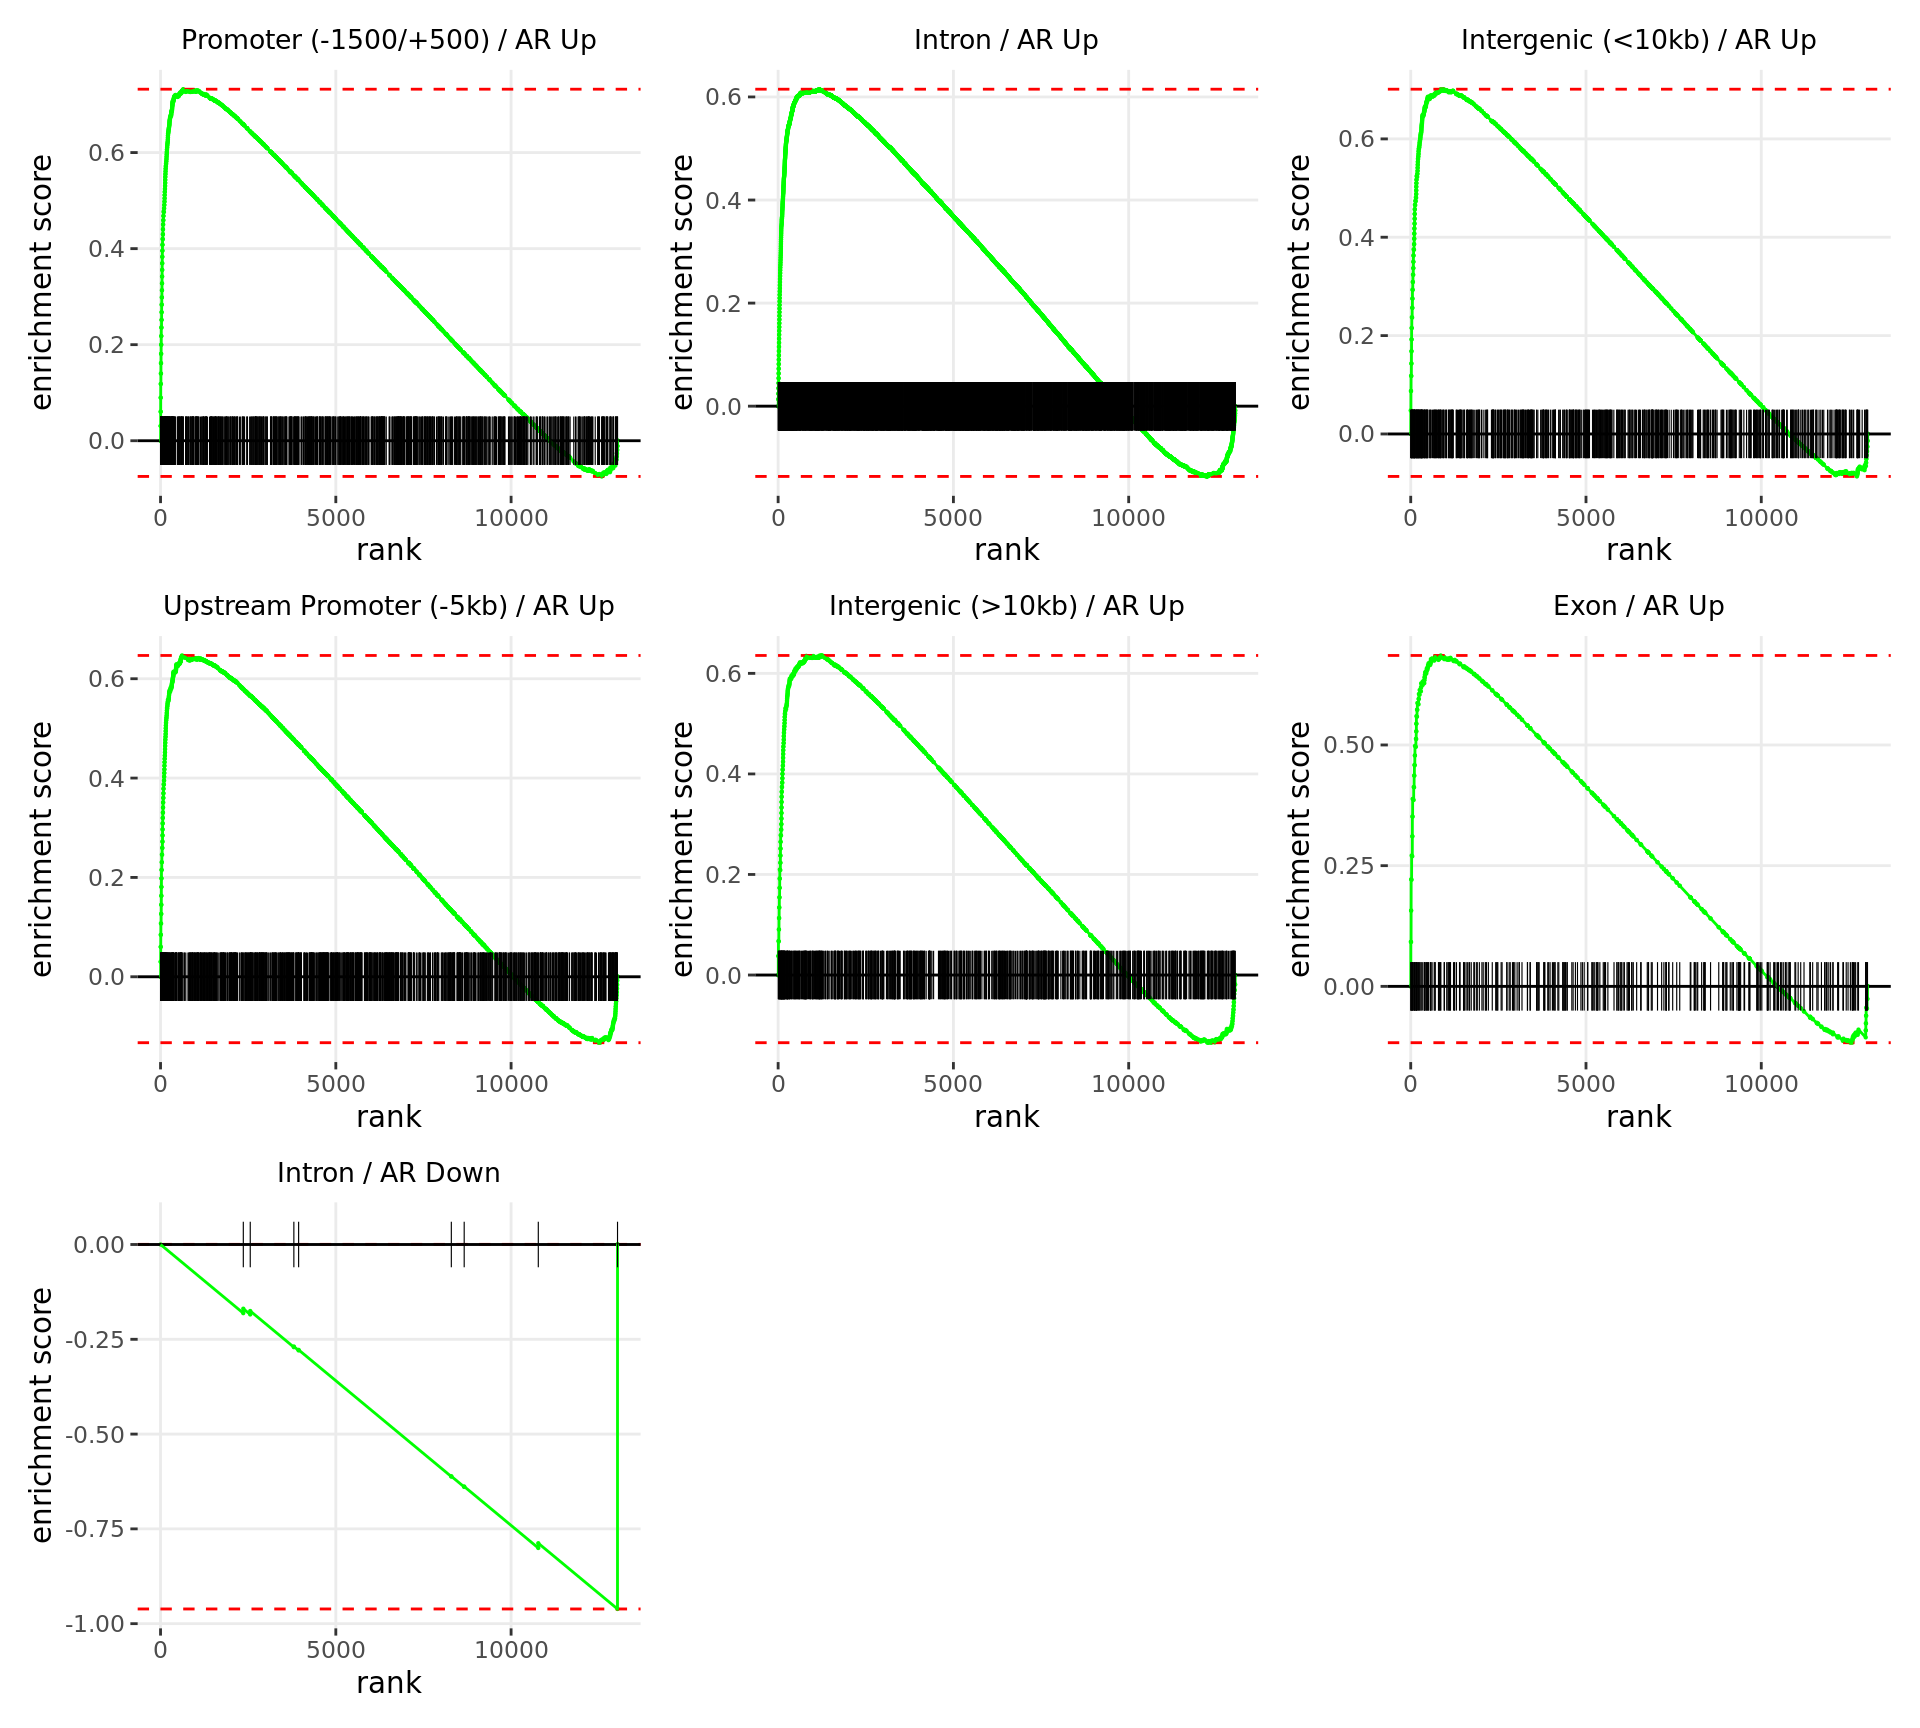 Promoter (-1500/+500) / AR Up
enrichment score
0.6
0.4
0.2
0.0
0 5000 10000
rank
Intron / AR Up
enrichment score
0.6
0.4
0.2
0.0
0 5000 10000
rank
Intergenic (<10kb) / AR Up
enrichment score
0.6
0.4
0.2
0.0
0 5000 10000
rank
Upstream Promoter (-5kb) / AR Up
enrichment score
0.6
0.4
0.2
0.0
0 5000 10000
rank
Intergenic (>10kb) / AR Up
enrichment score
0.6
0.4
0.2
0.0
0 5000 10000
rank
Exon / AR Up
enrichment score
0.50
0.25
0.00
0 5000 10000
rank
Intron / AR Down
enrichment score
0.00
-0.25
-0.50
-0.75
-1.00
0 5000 10000
rank